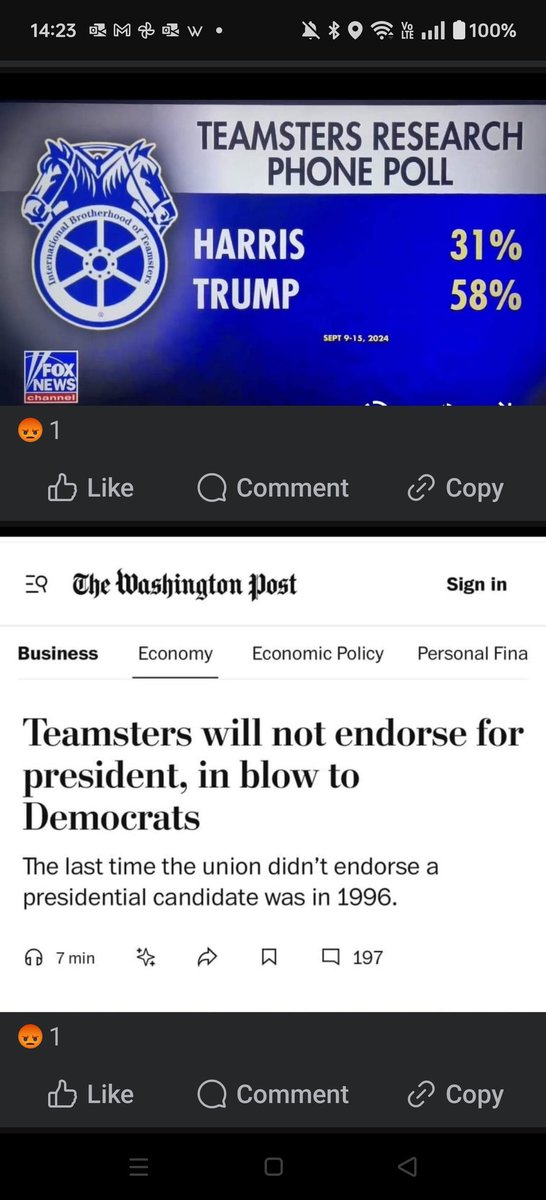 14:23
Vo
LTE
100%
TEAMSTERS RESEARCH
PHONE POLL
International Brotherhood of Teamsters
HARRIS 31%
TRUMP 58%
SEPT 9-15, 2024
FOX
NEWS
channel
1
Like Comment Copy
The Washington Post Sign in
Business Economy Economic Policy Personal Fina
Teamsters will not endorse for
president, in blow to
Democrats
The last time the union didn't endorse a
presidential candidate was in 1996.
7 min 197
1
Like Comment Copy